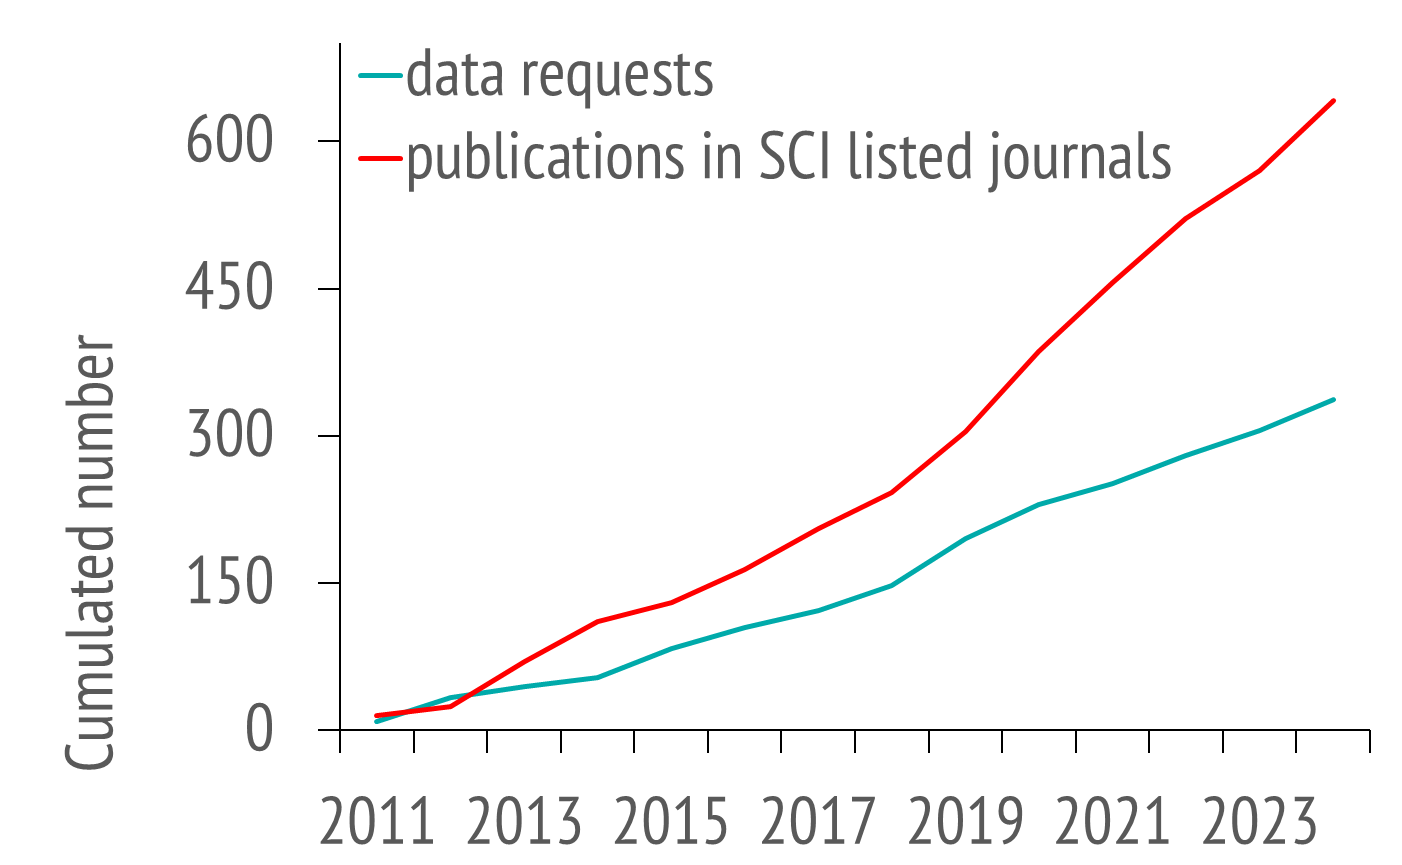 data requests
publications in SCI listed journals
600
450
300
150
0
Cumulated number
2011 2013 2015 2017 2019 2021 2023